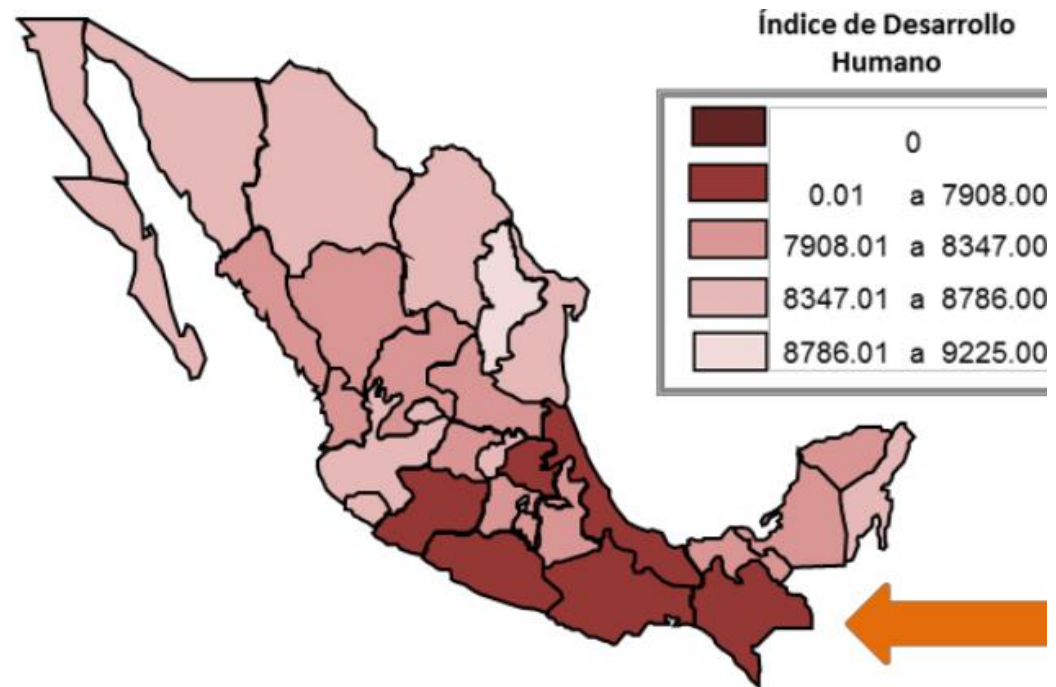 Índice de Desarrollo
Humano
0
0.01 a 7908.00
7908.01 a 8347.00
8347.01 a 8786.00
8786.01 a 9225.00